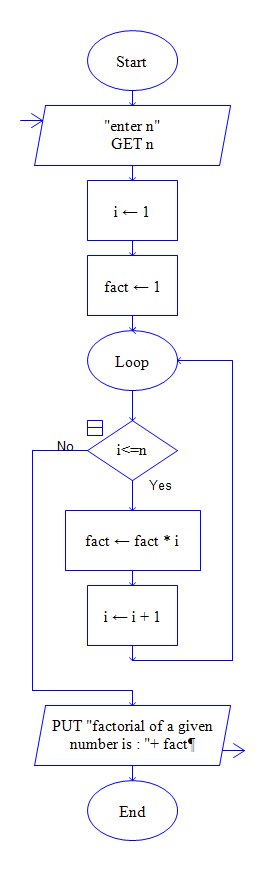 Start
"enter n"
GET n
i ← 1
fact ← 1
Loop
i<=n
No
Yes
fact ← fact * i
i ← i + 1
PUT "factorial of a given
number is : "+ fact¶
End